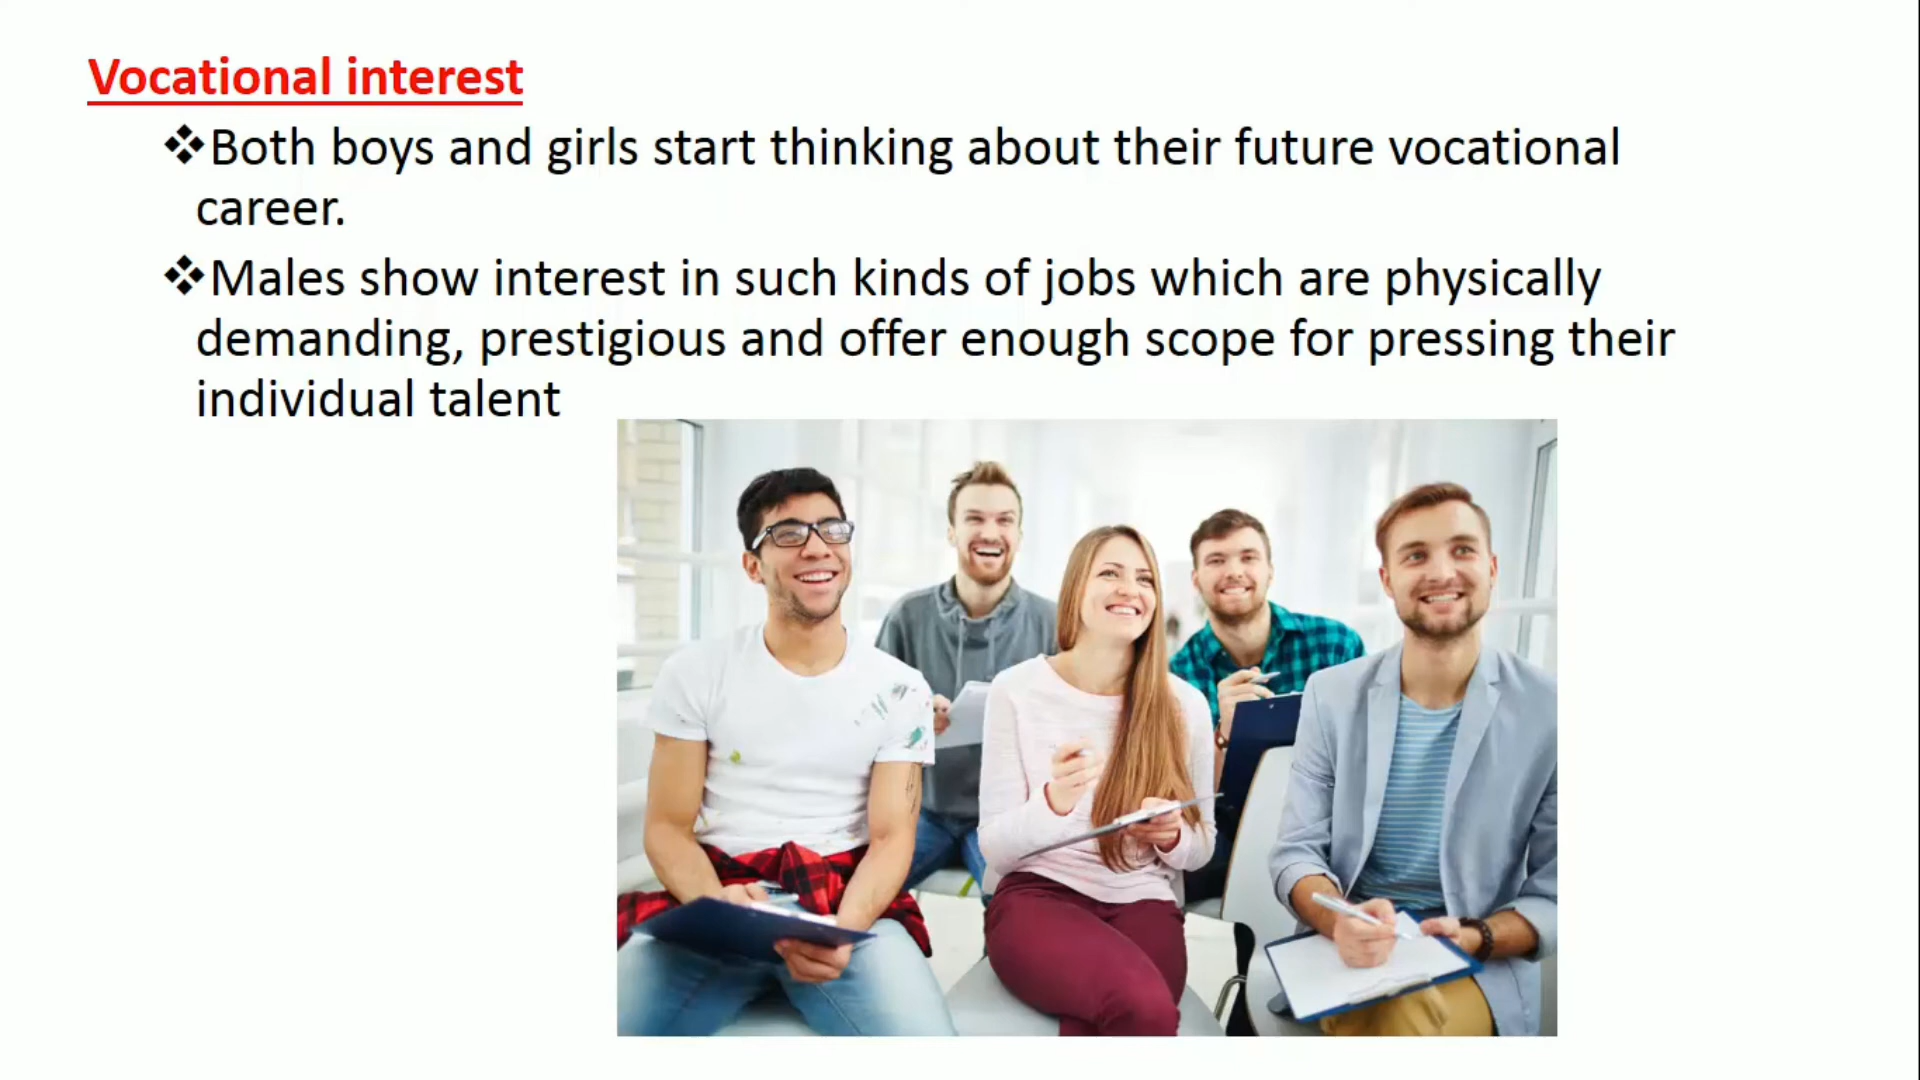 Vocational interest
❖Both boys and girls start thinking about their future vocational
career.
❖Males show interest in such kinds of jobs which are physically
demanding, prestigious and offer enough scope for pressing their
individual talent